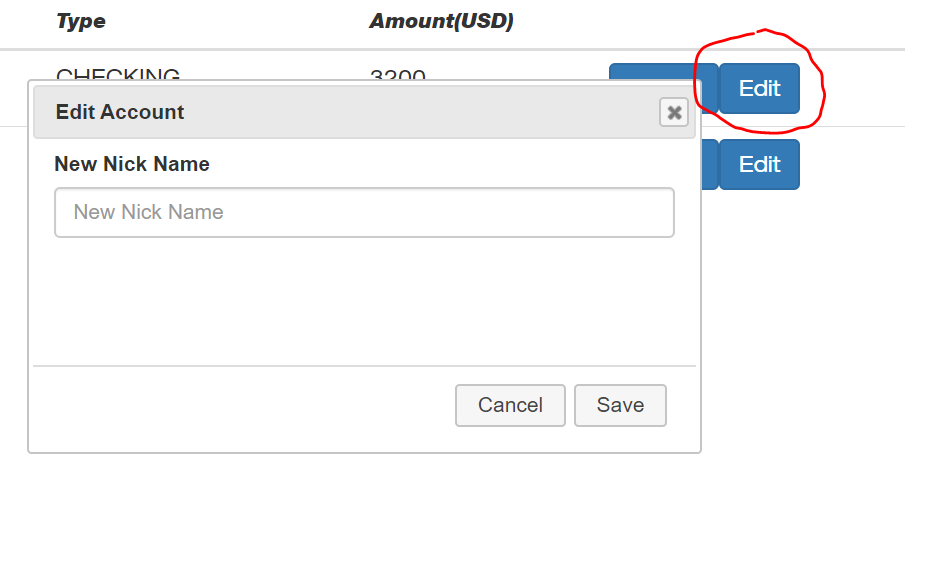 Type Amount(USD)
CHECKING 3200 Edit
Edit Account
New Nick Name
Edit
New Nick Name
Cancel Save